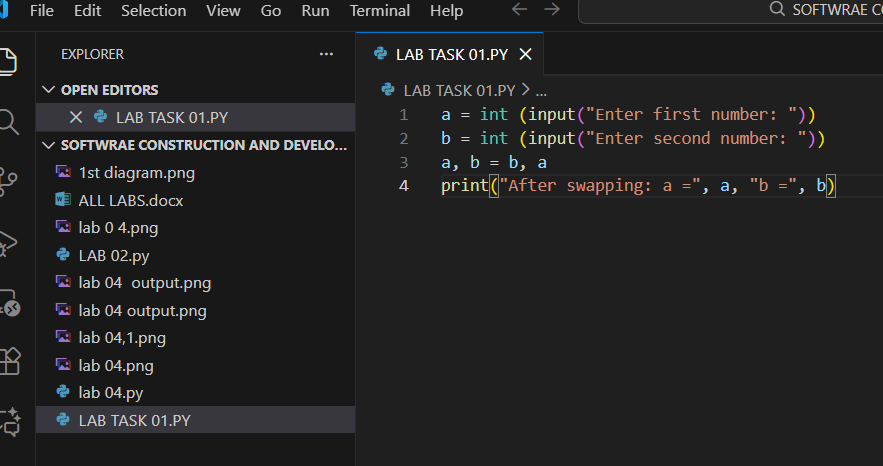 File Edit Selection View Go Run Terminal Help
SOFTWRAE CO
EXPLORER
LAB TASK 01.PY
OPEN EDITORS
LAB TASK 01.PY
SOFTWRAE CONSTRUCTION AND DEVELO...
1st diagram.png
ALL LABS.docx
lab 0 4.png
LAB 02.py
lab 04  output.png
lab 04 output.png
lab 04,1.png
lab 04.png
lab 04.py
LAB TASK 01.PY
LAB TASK 01.PY > ...
1 a = int (input("Enter first number: "))
2 b = int (input("Enter second number: "))
3 a, b = b, a
4 print("After swapping: a =", a, "b =", b)